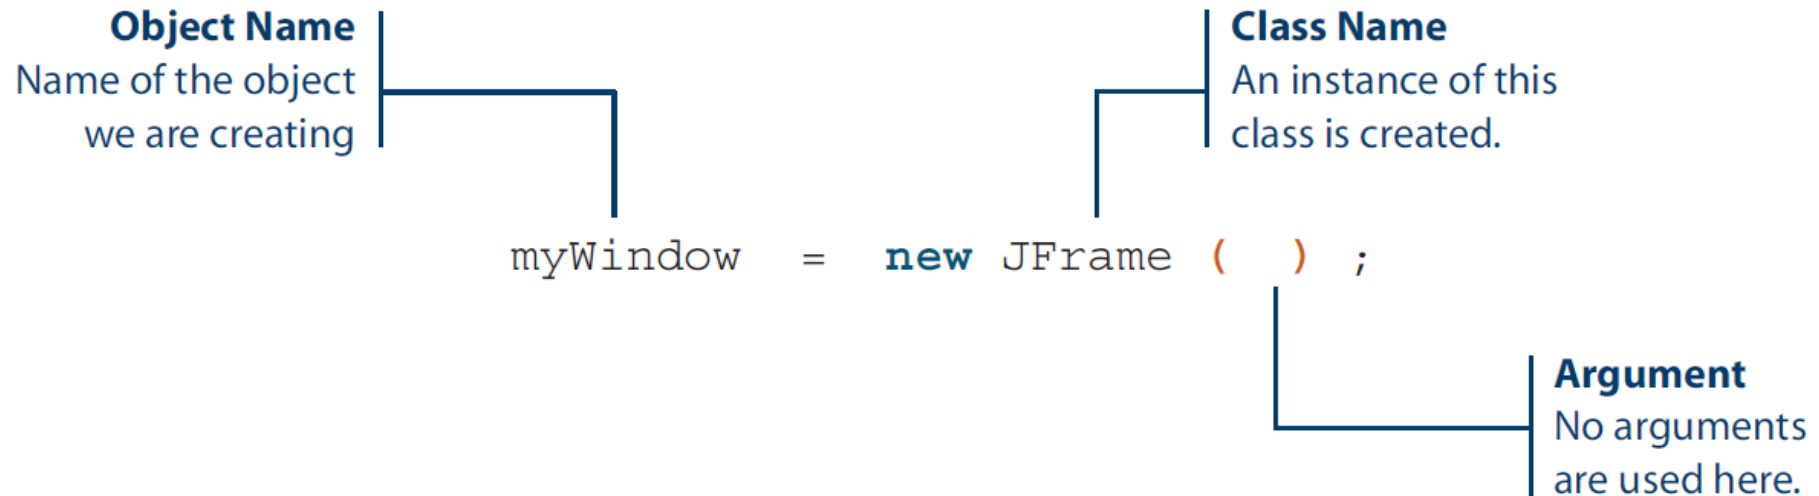 Object Name
Name of the object
we are creating
Class Name
An instance of this
class is created.
myWindow = new JFrame ( ) ;
Argument
No arguments
are used here.